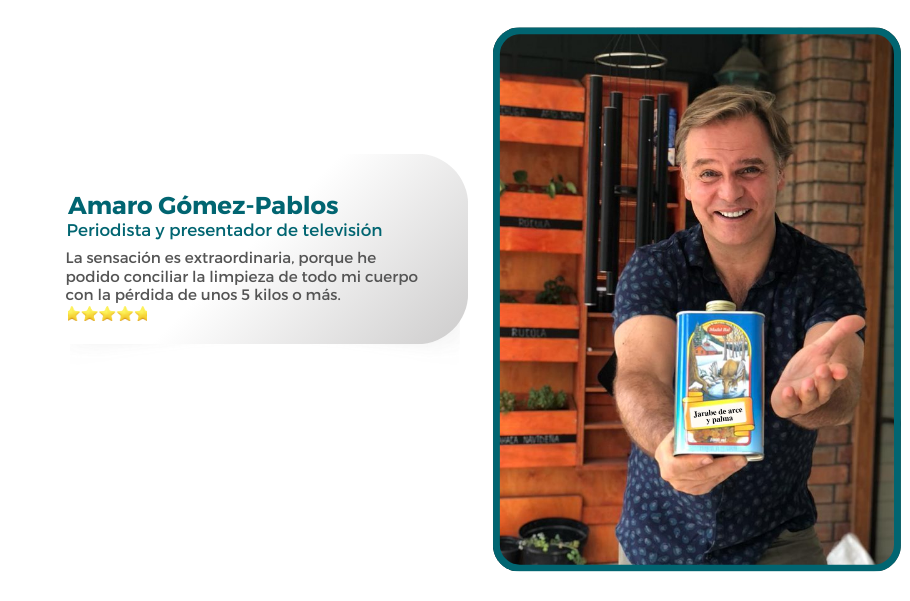 Amaro Gómez-Pablos
Periodista y presentador de televisión
La sensación es extraordinaria, porque he
podido conciliar la limpieza de todo mi cuerpo
con la pérdida de unos 5 kilos o más.
RÚCULA
Jarabe de arce
y palma